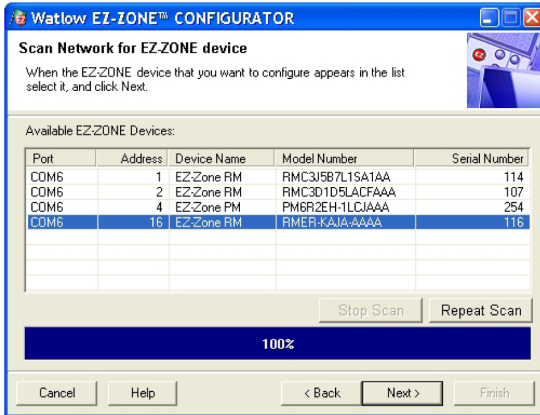 Watlow EZ-ZONE™ CONFIGURATOR
Scan Network for EZ-ZONE device
When the EZ-ZONE device that you want to configure appears in the list
select it, and click Next.
Available EZ-ZONE Devices:
Port Address Device Name Model Number Serial Number
COM6 1 EZ-Zone RM RMC3J5B7L1SA1AA 114
COM6 2 EZ-Zone RM RMC3D1D5LACFAAA 107
COM6 4 EZ-Zone PM PM6R2EH-1LCJAAA 254
COM6 16 EZ-Zone RM RMER-KAJA-AAAA 116
Stop Scan Repeat Scan
100%
Cancel Help < Back Next > Finish